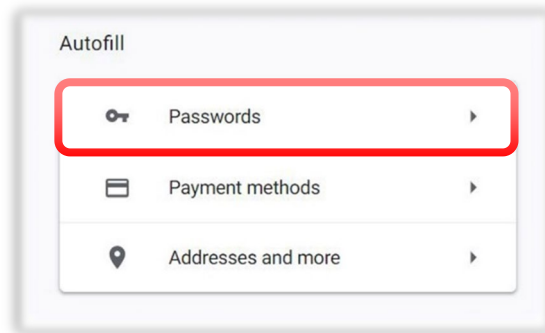 Autofill
Passwords
Payment methods
Addresses and more